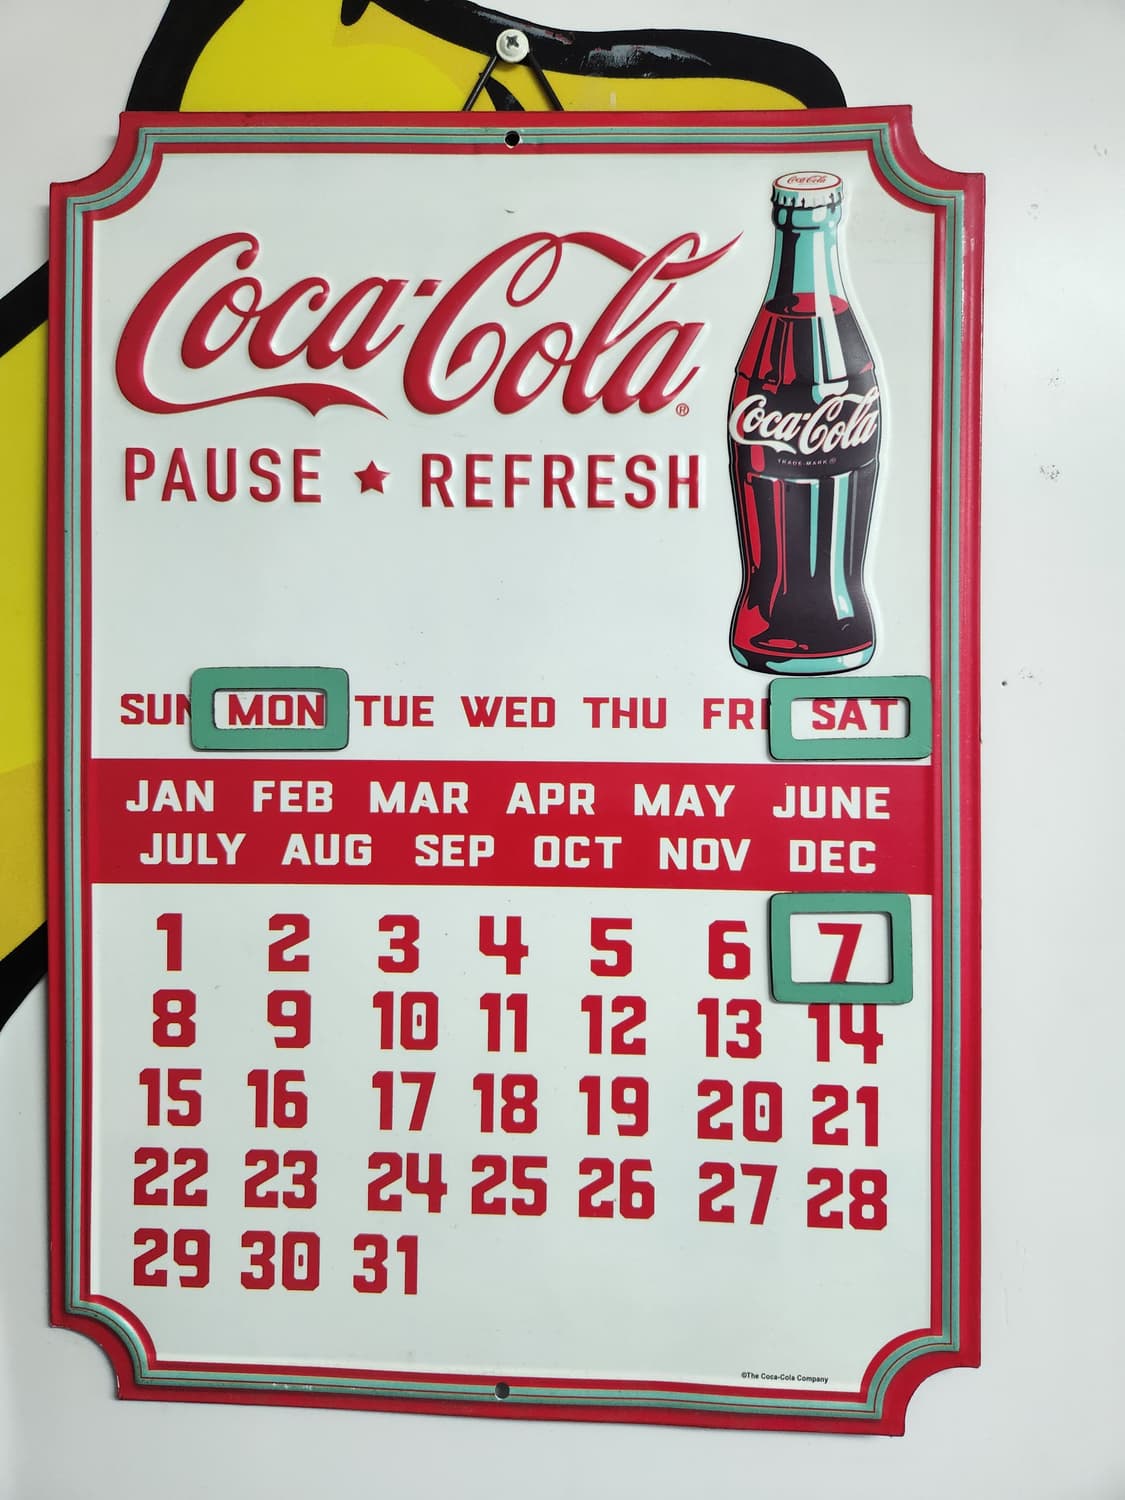 Coca-Cola®
PAUSE ★ REFRESH
Coca-Cola
Coca-Cola
TRADE-MARK ®
SUN MON TUE WED THU FRI SAT
JAN FEB MAR APR MAY JUNE
JULY AUG SEP OCT NOV DEC
1 2 3 4 5 6 7
8 9 10 11 12 13 14
15 16 17 18 19 20 21
22 23 24 25 26 27 28
29 30 31
©The Coca-Cola Company